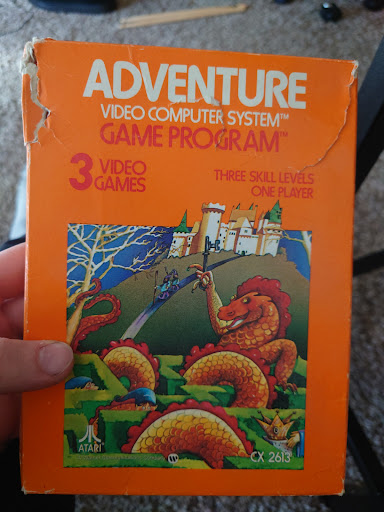 ADVENTURE
VIDEO COMPUTER SYSTEM™
GAME PROGRAM™
3 VIDEO GAMES
THREE SKILL LEVELS
ONE PLAYER
ATARI®
CX 2613